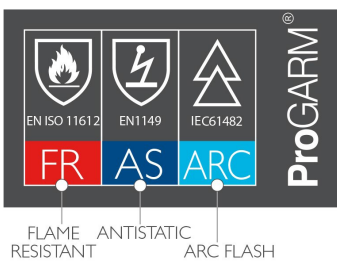 EN ISO 11612
EN1149
IEC61482
FR
AS
ARC
ProGARM®
FLAME
RESISTANT
ANTISTATIC
ARC FLASH